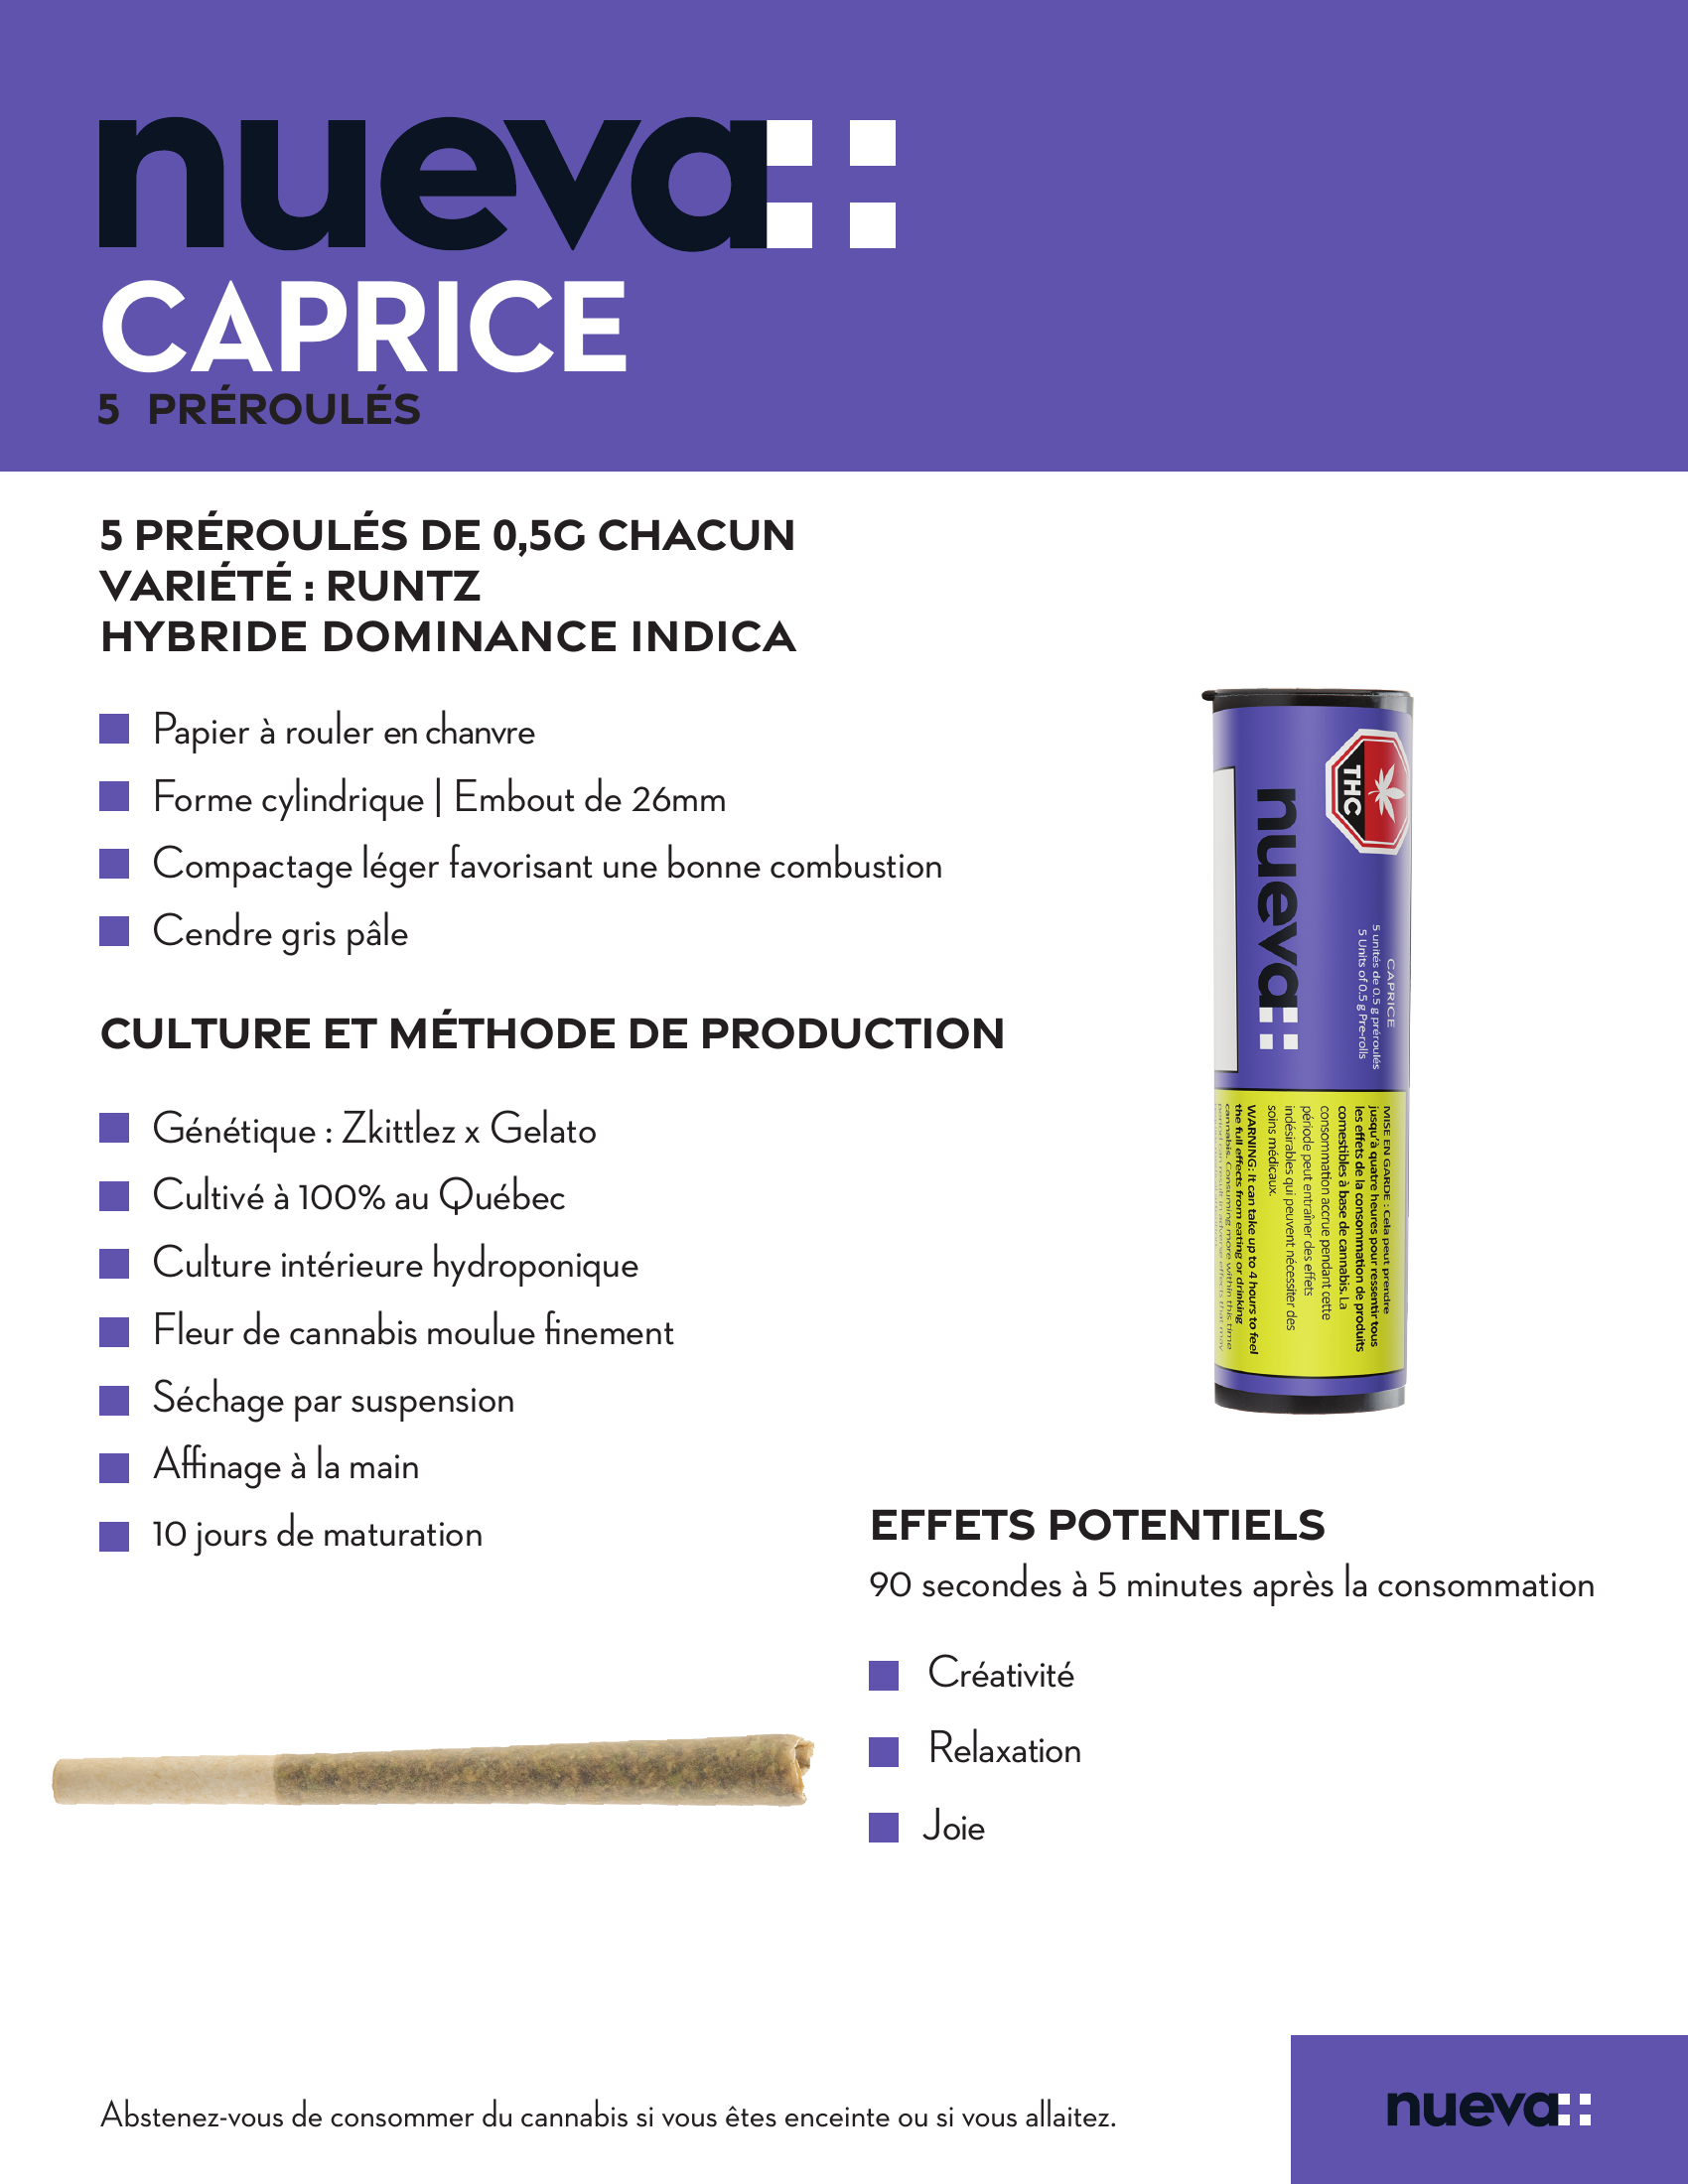 nueva
CAPRICE
5 PRÉROULÉS
5 PRÉROULÉS DE 0,5G CHACUN
VARIÉTÉ : RUNTZ
HYBRIDE DOMINANCE INDICA
Papier à rouler en chanvre
Forme cylindrique | Embout de 26mm
Compactage léger favorisant une bonne combustion
Cendre gris pâle
CULTURE ET MÉTHODE DE PRODUCTION
Génétique : Zkittlez x Gelato
Cultivé à 100% au Québec
Culture intérieure hydroponique
Fleur de cannabis moulue finement
Séchage par suspension
Affinage à la main
10 jours de maturation
THC
nueva
CAPRICE
5 unités de 0.5 g préroulés
5 Units of 0.5 g Pre-rolls
MISE EN GARDE : Cela peut prendre
jusqu'à quatre heures pour ressentir tous
les effets de la consommation de produits
comestibles à base de cannabis. La
consommation accrue pendant cette
période peut entraîner des effets
indésirables qui peuvent nécessiter des
soins médicaux.
WARNING: It can take up to 4 hours to feel
the full effects from eating or drinking
cannabis. Consuming more within this time
EFFETS POTENTIELS
90 secondes à 5 minutes après la consommation
Créativité
Relaxation
Joie
Abstenez-vous de consommer du cannabis si vous êtes enceinte ou si vous allaitez.
nueva